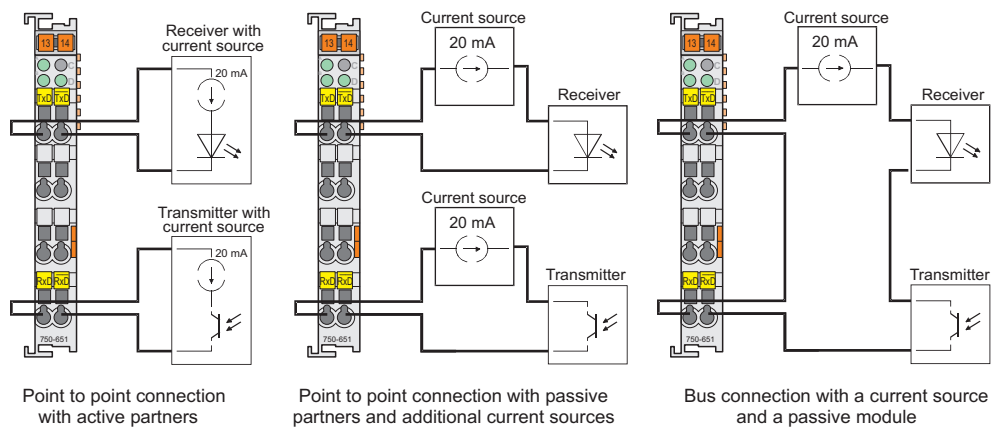 13 14
C
D
TxD TxD
RxD RxD
750-651
Receiver with
current source
20 mA
Transmitter with
current source
20 mA
Point to point connection
with active partners
13 14
C
D
TxD TxD
RxD RxD
750-651
Current source
20 mA
Receiver
Current source
20 mA
Transmitter
Point to point connection with passive
partners and additional current sources
13 14
C
D
TxD TxD
RxD RxD
750-651
Current source
20 mA
Receiver
Transmitter
Bus connection with a current source
and a passive module